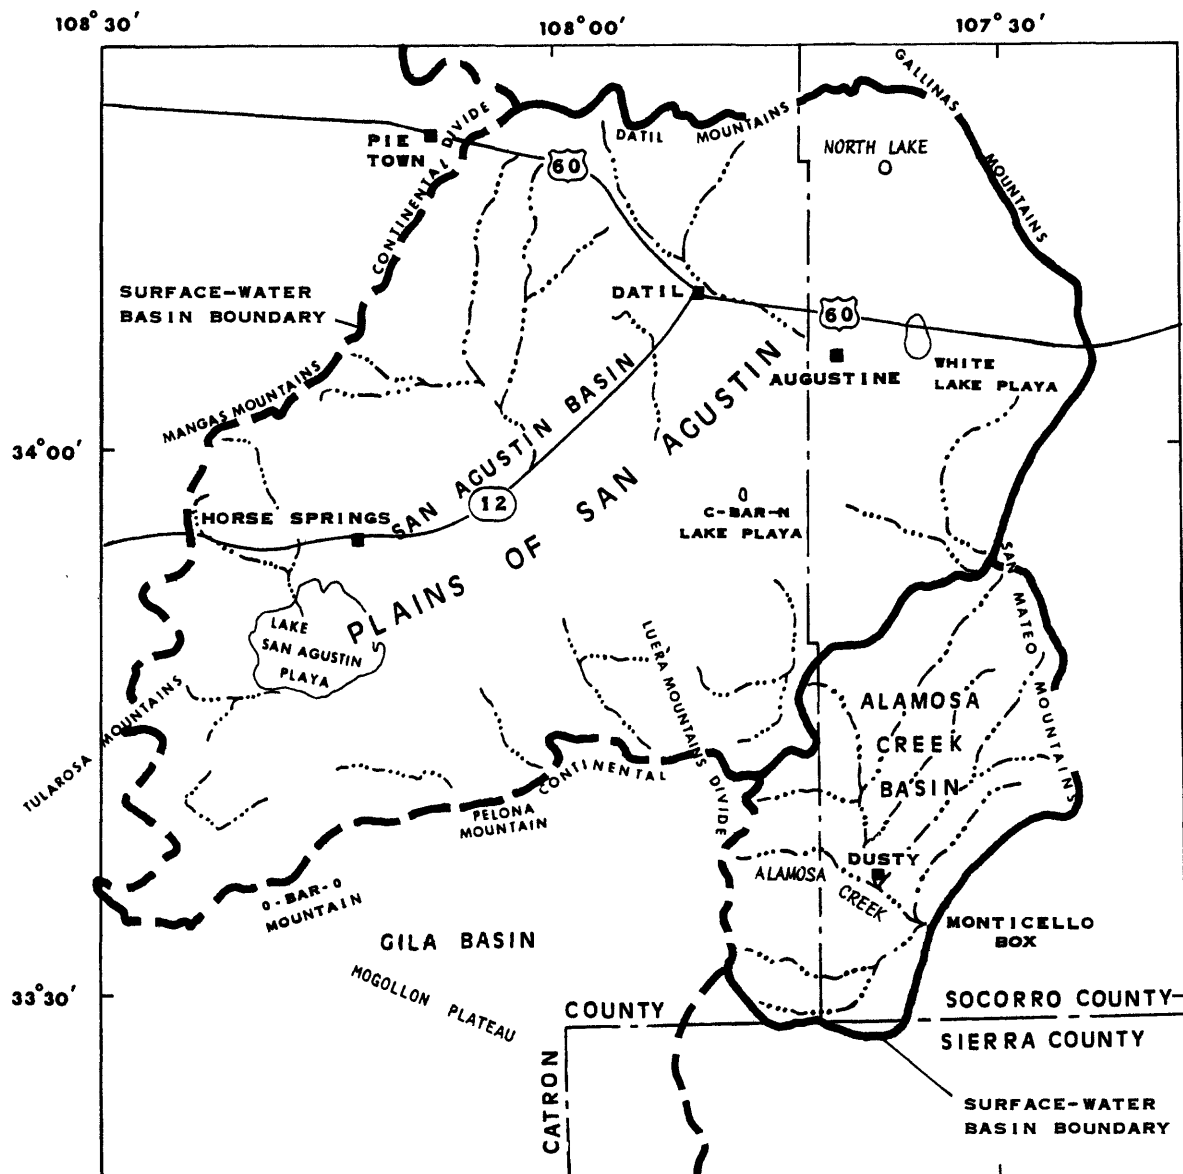 108°30'
108°00'
107°30'
GALLINAS
MOUNTAINS
DATIL MOUNTAINS
NORTH LAKE
PIE
TOWN
CONTINENTAL DIVIDE
60
SURFACE-WATER
BASIN BOUNDARY
DATIL
60
AUGUSTINE
WHITE
LAKE PLAYA
MANGAS MOUNTAINS
34°00'
SAN AGUSTIN BASIN
PLAINS OF SAN AGUSTIN
12
HORSE SPRINGS
C-BAR-N
LAKE PLAYA
SAN MATEO MOUNTAINS
LAKE
SAN AGUSTIN
PLAYA
LUERA MOUNTAINS
ALAMOSA
CREEK
BASIN
TULAROSA MOUNTAINS
CONTINENTAL DIVIDE
PELONA
MOUNTAIN
DUSTY
ALAMOSA CREEK
O-BAR-O
MOUNTAIN
MONTICELLO
BOX
GILA BASIN
MOGOLLON PLATEAU
33°30'
COUNTY
SOCORRO COUNTY
SIERRA COUNTY
CATRON
SURFACE-WATER
BASIN BOUNDARY